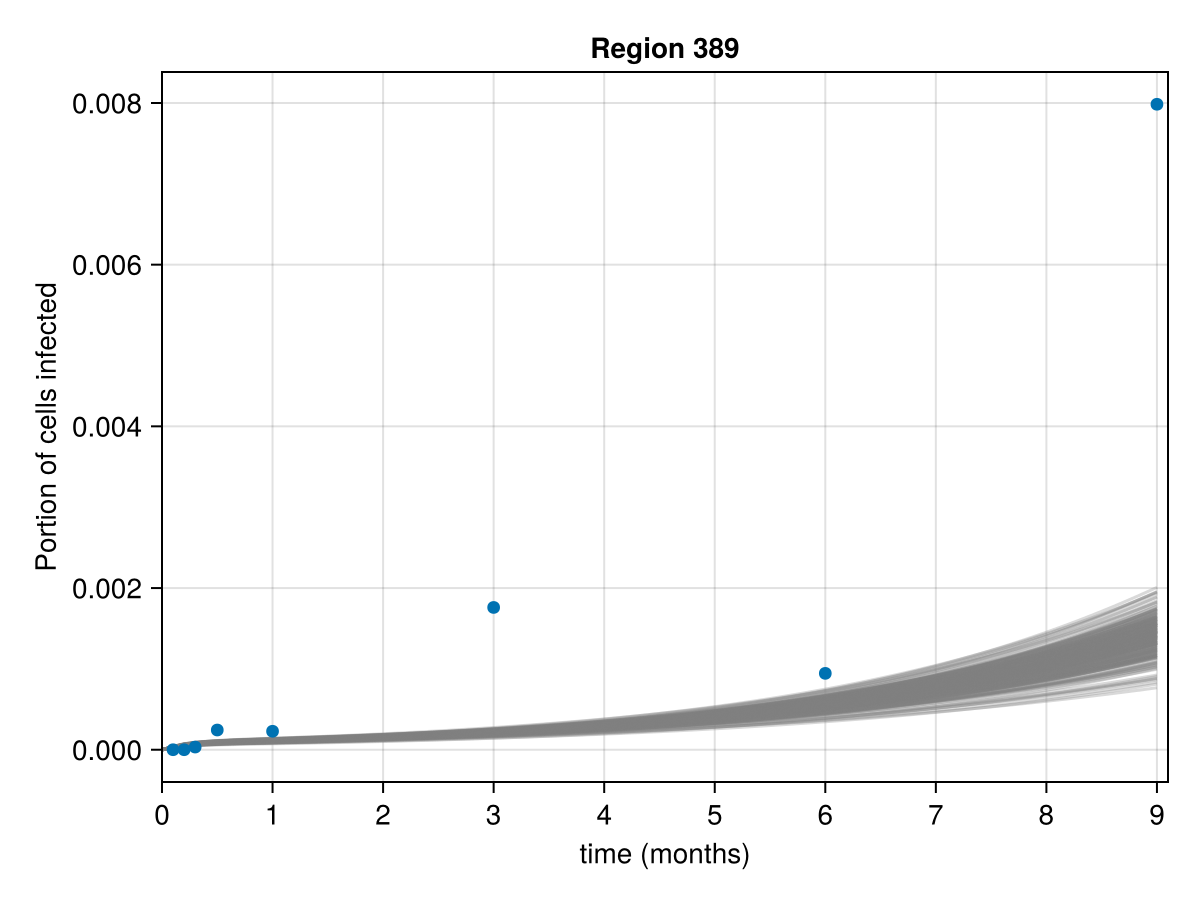 Region 389
Portion of cells infected
0.008
0.006
0.004
0.002
0.000
0 1 2 3 4 5 6 7 8 9
time (months)